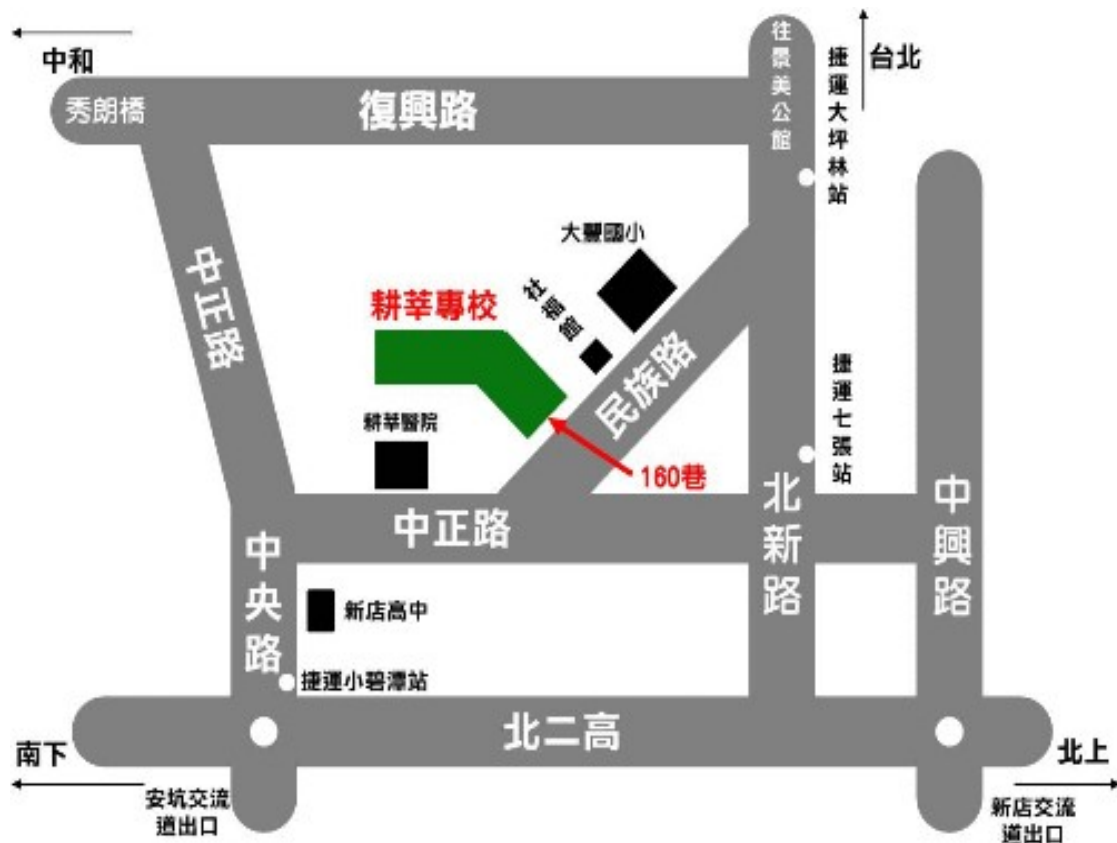 中和
往景美公館
台北
捷運大坪林站
秀朗橋
復興路
大豐國小
中正路
社福館
耕莘專校
民族路
捷運七張站
耕莘醫院
160巷
北新路
中興路
中正路
中央路
新店高中
捷運小碧潭站
北二高
南下
北上
安坑交流
道出口
新店交流
道出口